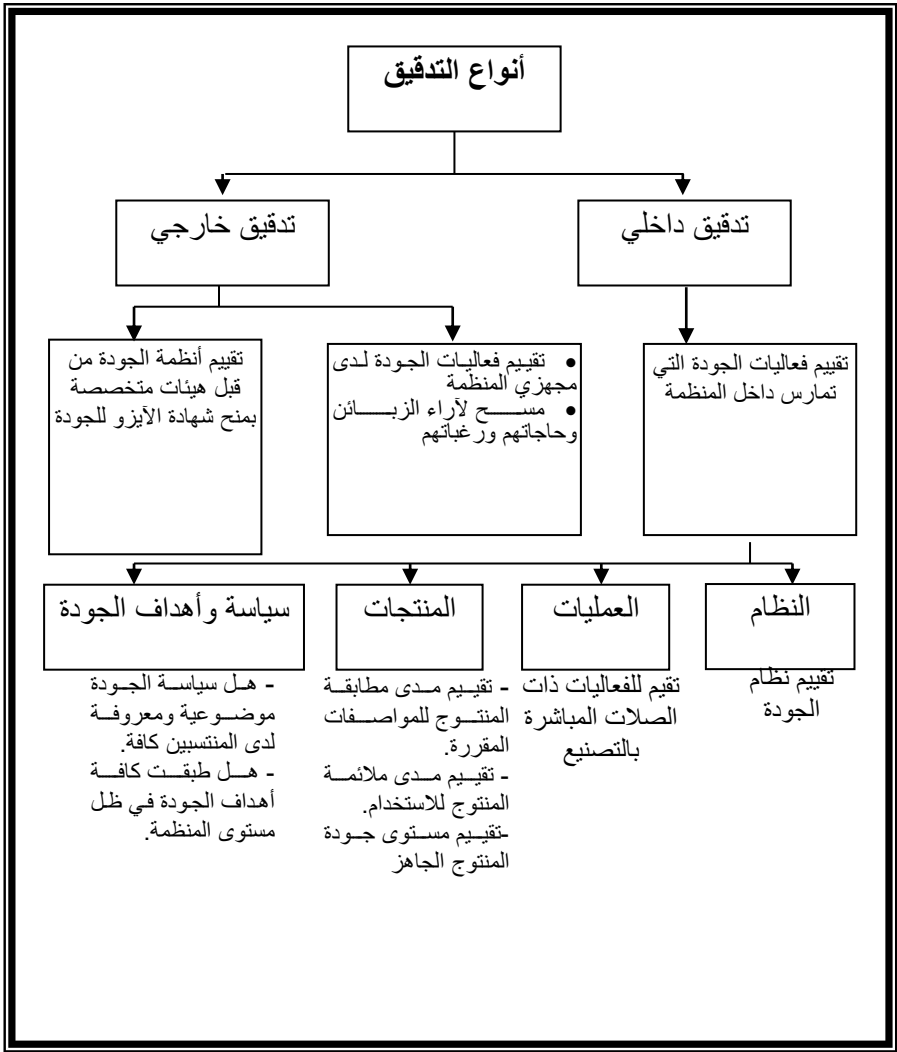 أنواع التدقيق
تدقيق داخلي
تدقيق خارجي
تقييم فعاليات الجودة التي
تمارس داخل المنظمة
• تقييم فعاليات الجودة لدى
مجهزي المنظمة
• مسح لآراء الزبائن
وحاجاتهم ورغباتهم
تقييم أنظمة الجودة من
قبل هيئات متخصصة
بمنح شهادة الآيزو للجودة
النظام
العمليات
المنتجات
سياسة وأهداف الجودة
تقييم نظام
الجودة
تقيم للفعاليات ذات
الصلات المباشرة
بالتصنيع
- تقييم مدى مطابقة
المنتوج للمواصفات
المقررة.
- تقييم مدى ملائمة
المنتوج للاستخدام.
-تقييم مستوى جودة
المنتوج الجاهز
- هل سياسة الجودة
موضوعية ومعروفة
لدى المنتسبين كافة.
- هل طبقت كافة
أهداف الجودة في ظل
مستوى المنظمة.